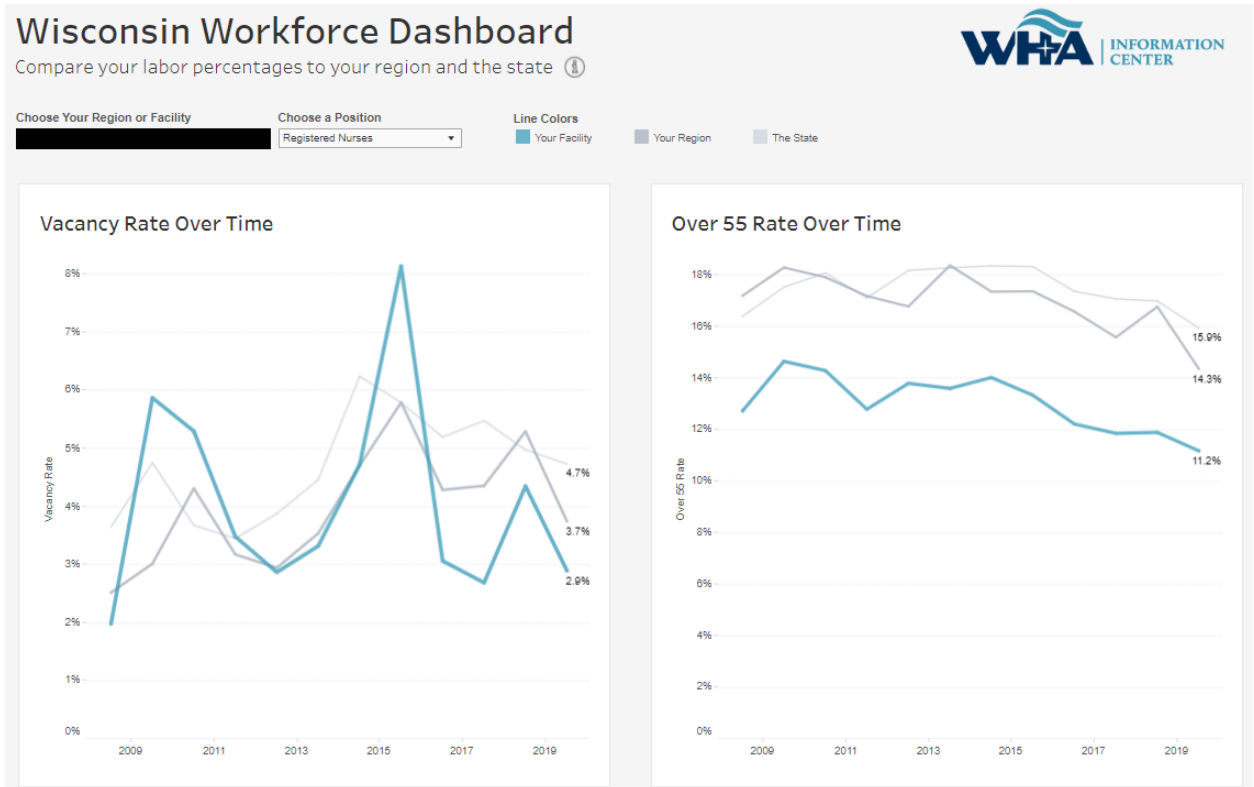 Wisconsin Workforce Dashboard
Compare your labor percentages to your region and the state
WHA INFORMATION CENTER
Choose Your Region or Facility
Choose a Position
Registered Nurses
Line Colors
Your Facility
Your Region
The State
Vacancy Rate Over Time
8%
7%
6%
5%
4%
3%
2%
1%
0%
Vacancy Rate
4.7%
3.7%
2.9%
2009 2011 2013 2015 2017 2019
Over 55 Rate Over Time
18%
16%
14%
12%
10%
8%
6%
4%
2%
0%
Over 55 Rate
15.9%
14.3%
11.2%
2009 2011 2013 2015 2017 2019